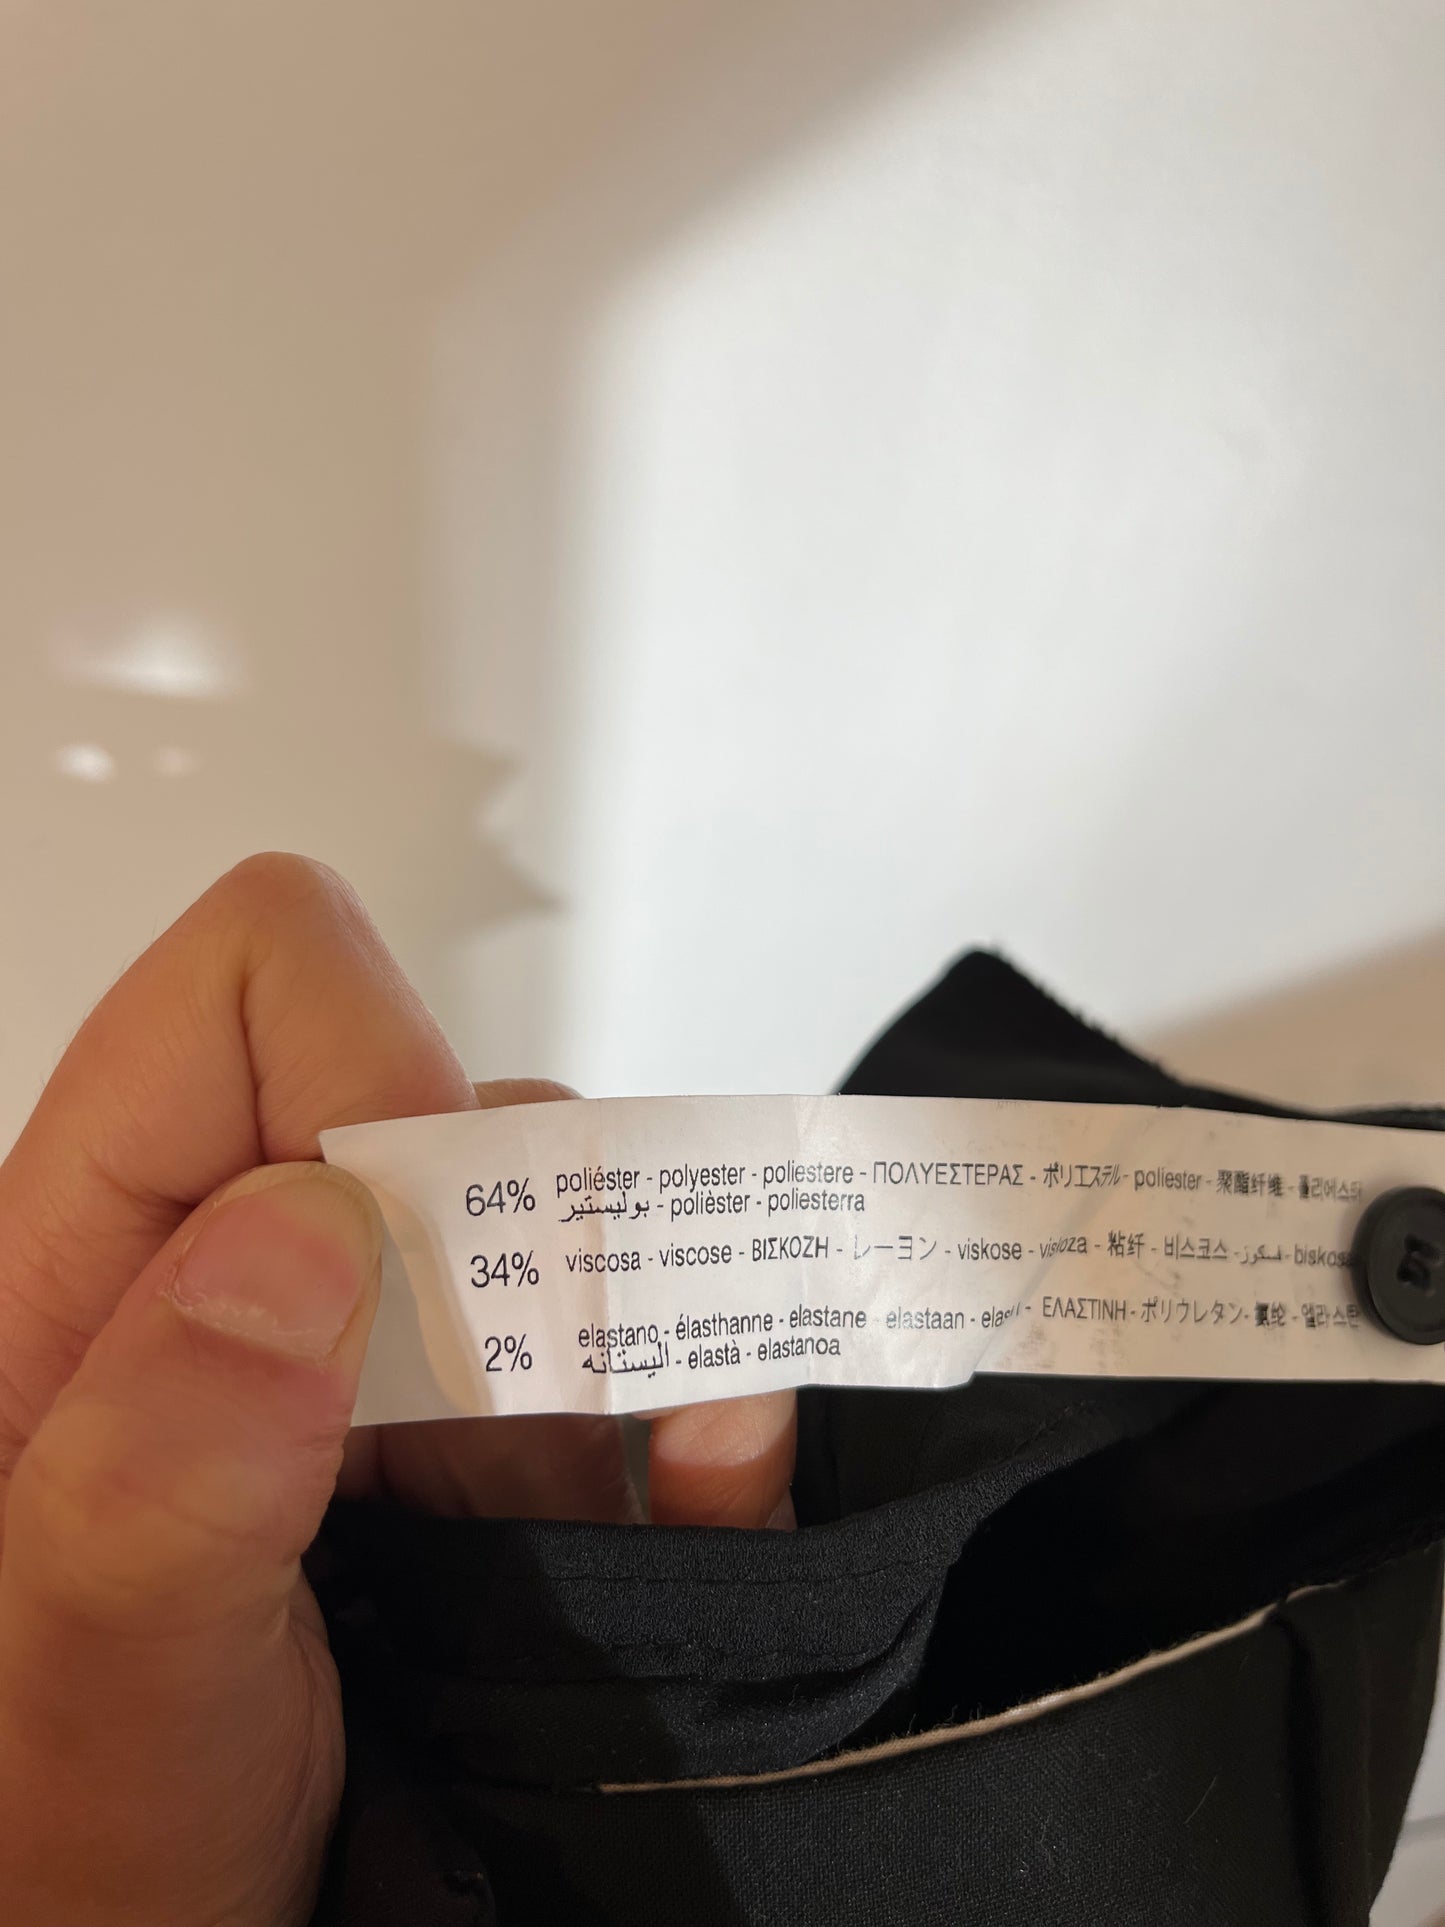 64% poliéster - polyester - poliestere - ΠΟΛΥΕΣΤΕΡΑΣ - ポリエステル - poliester - 聚酯纤维 - 폴리에스터
بوليستير - polièster - poliesterra
34% viscosa - viscose - ΒΙΣΚΟΖΗ - レーヨン - viskose - 粘纤 - 비스코스 -
2% elastano - élasthanne - elastane elastaan - ΕΛΑΣΤΙΝΗ - ポリウレタン - 氨纶 - 엘라스탄
اليستانه - elastà - elastanoa